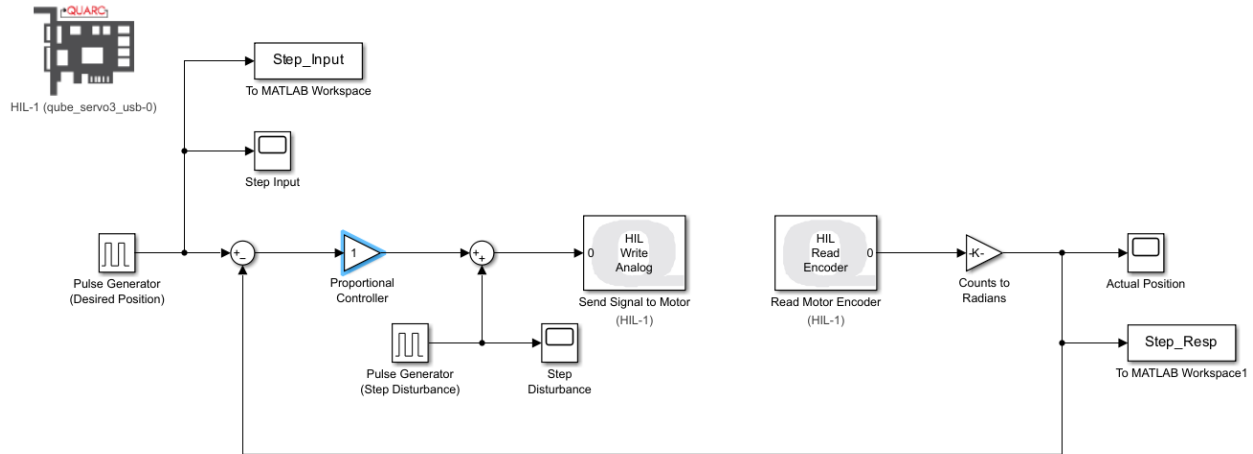 QUARC
HIL-1 (qube_servo3_usb-0)
Step_Input
To MATLAB Workspace
Step Input
Pulse Generator
(Desired Position)
+
−
1
Proportional
Controller
+
+
Pulse Generator
(Step Disturbance)
Step
Disturbance
0
HIL
Write
Analog
Send Signal to Motor
(HIL-1)
HIL
Read
Encoder
0
Read Motor Encoder
(HIL-1)
-K-
Counts to
Radians
Actual Position
Step_Resp
To MATLAB Workspace1